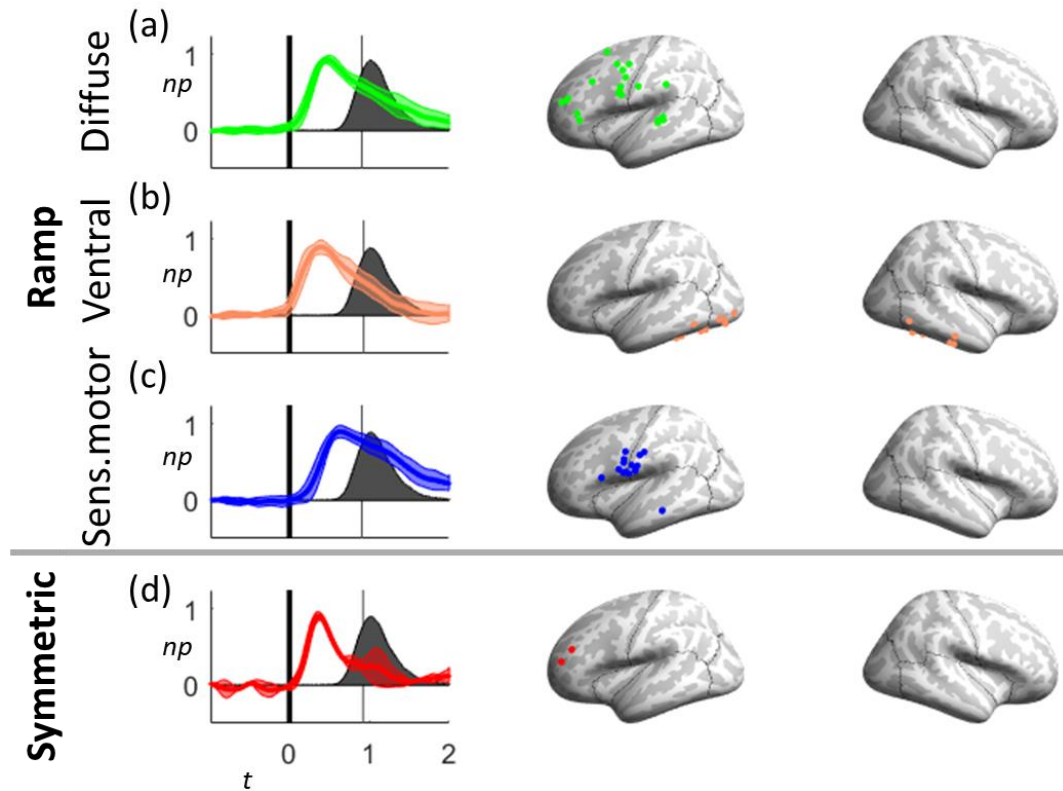 Ramp
Diffuse
(a)
1
np
0
Ventral
(b)
1
np
0
Sens.motor
(c)
1
np
0
Symmetric
(d)
1
np
0
0 1 2
t